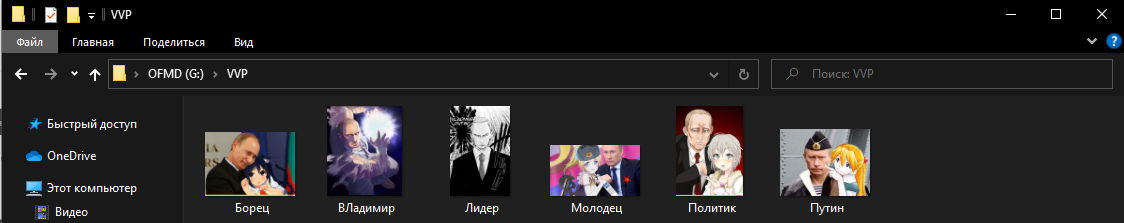 VVP
Файл Главная Поделиться Вид
OFMD (G:) VVP Поиск: VVP
Быстрый доступ
OneDrive
Этот компьютер
Видео
Борец ВЛадимир Лидер Молодец Политик Путин